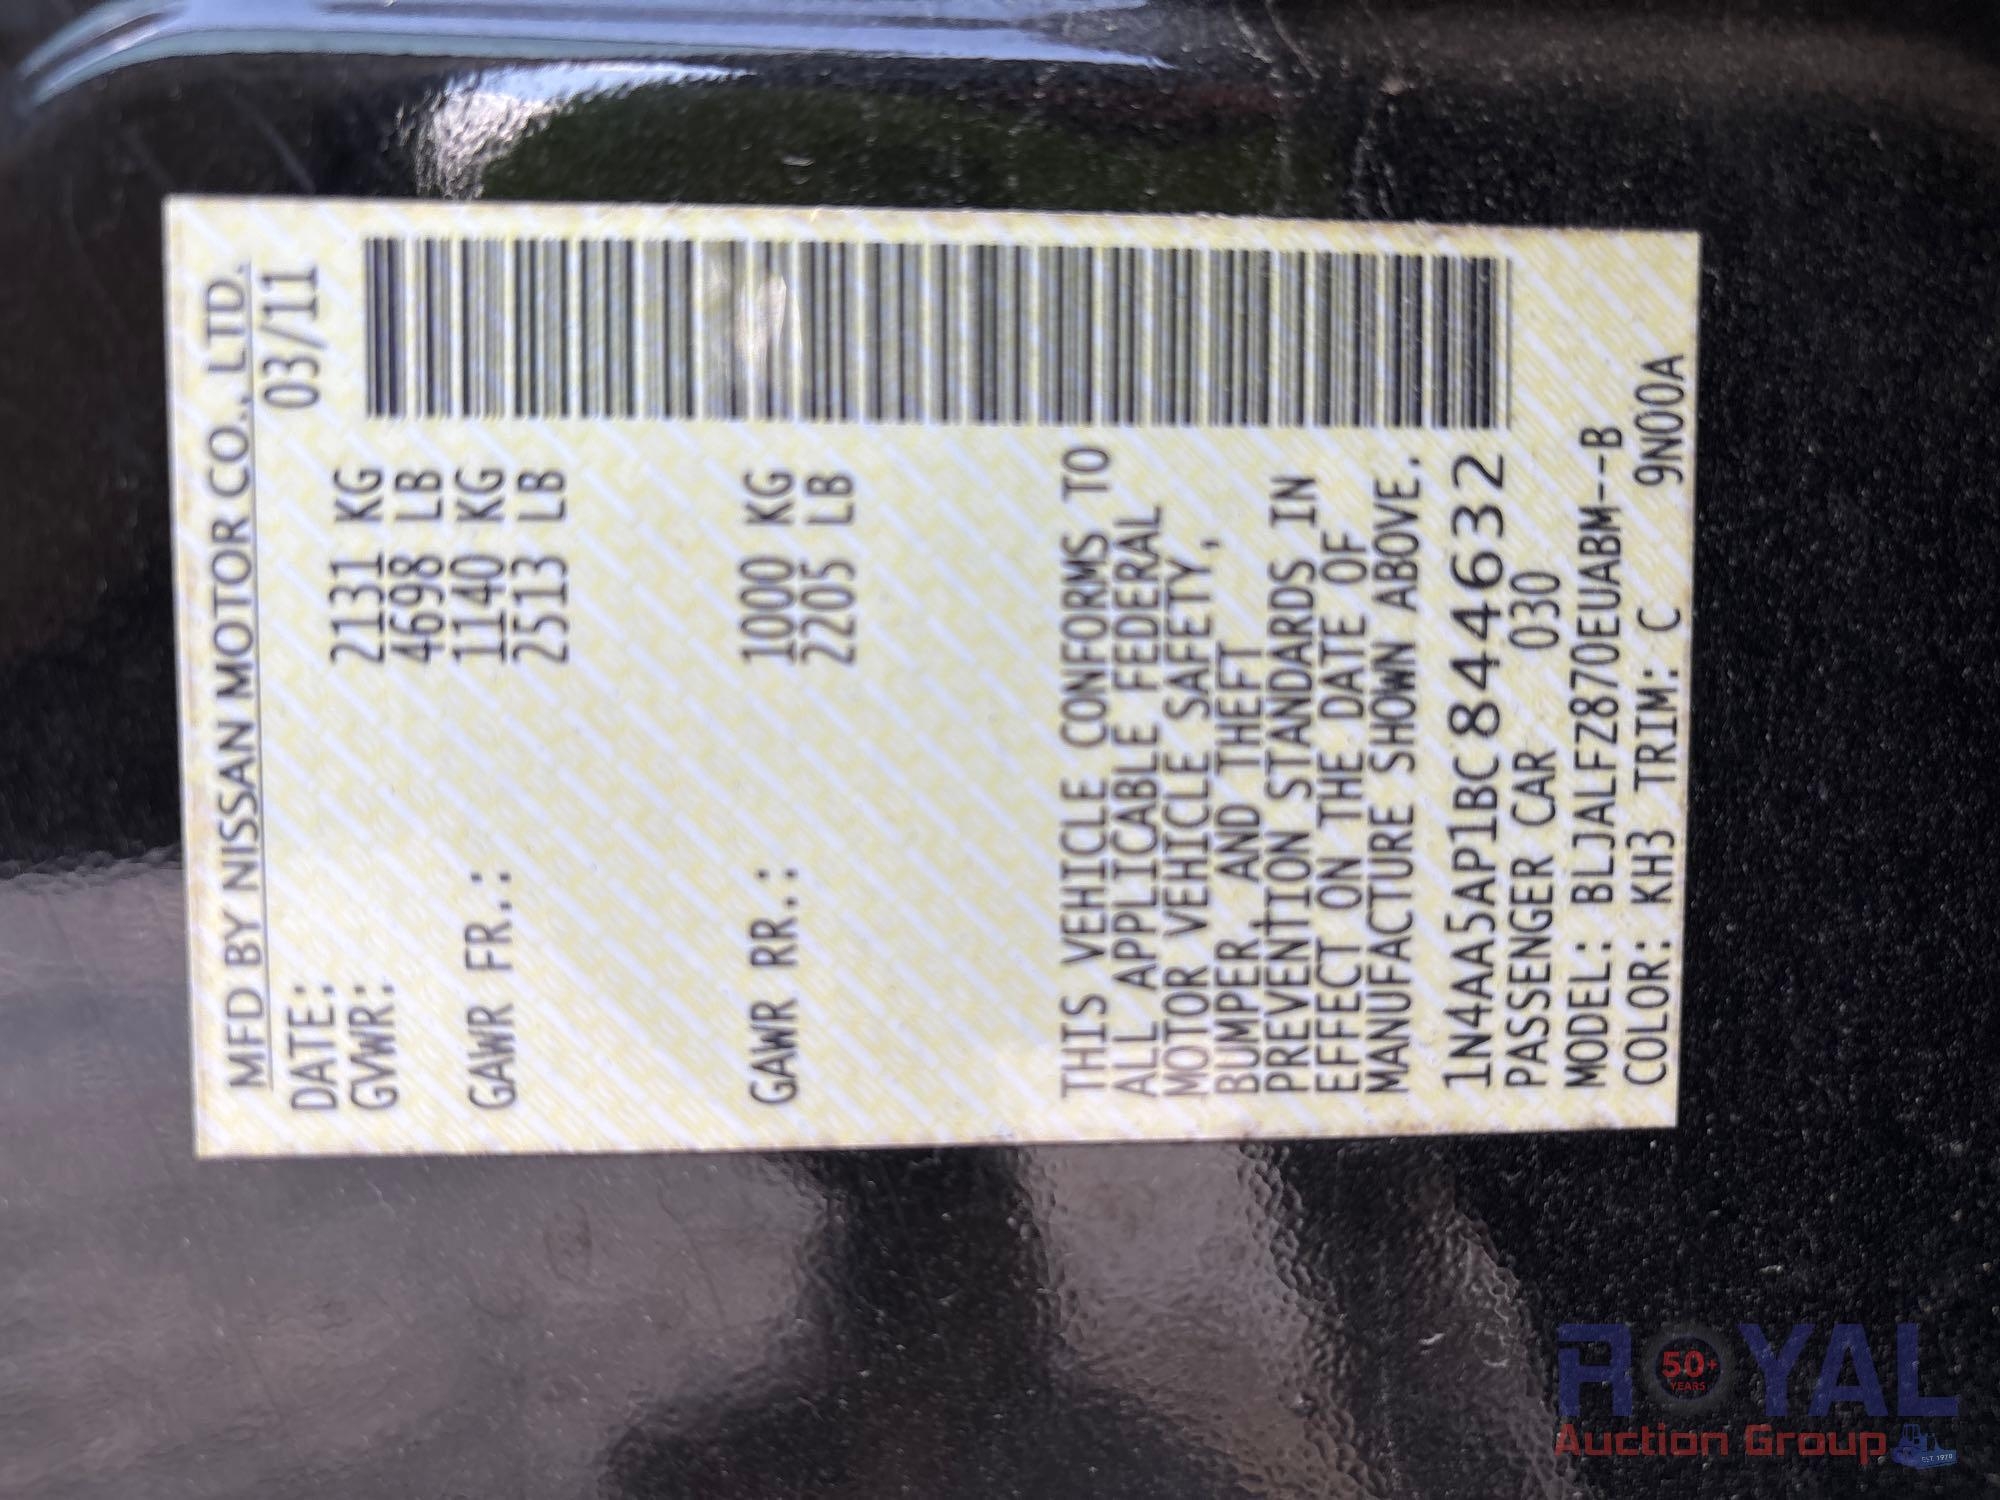 MFD BY NISSAN MOTOR CO., LTD.
DATE: 03/11
GVWR: 2131 KG
4698 LB
GAWR FR.: 1140 KG
2513 LB
GAWR RR.: 1000 KG
2205 LB
THIS VEHICLE CONFORMS TO
ALL APPLICABLE FEDERAL
MOTOR VEHICLE SAFETY,
BUMPER, AND THEFT
PREVENTION STANDARDS IN
EFFECT ON THE DATE OF
MANUFACTURE SHOWN ABOVE.
1N4AA5AP1BC844632
PASSENGER CAR 030
MODEL: BLJALFZ870EUABM--B
COLOR: KH3 TRIM: C 9N00A
ROYAL
50+
YEARS
Auction Group
EST. 1970